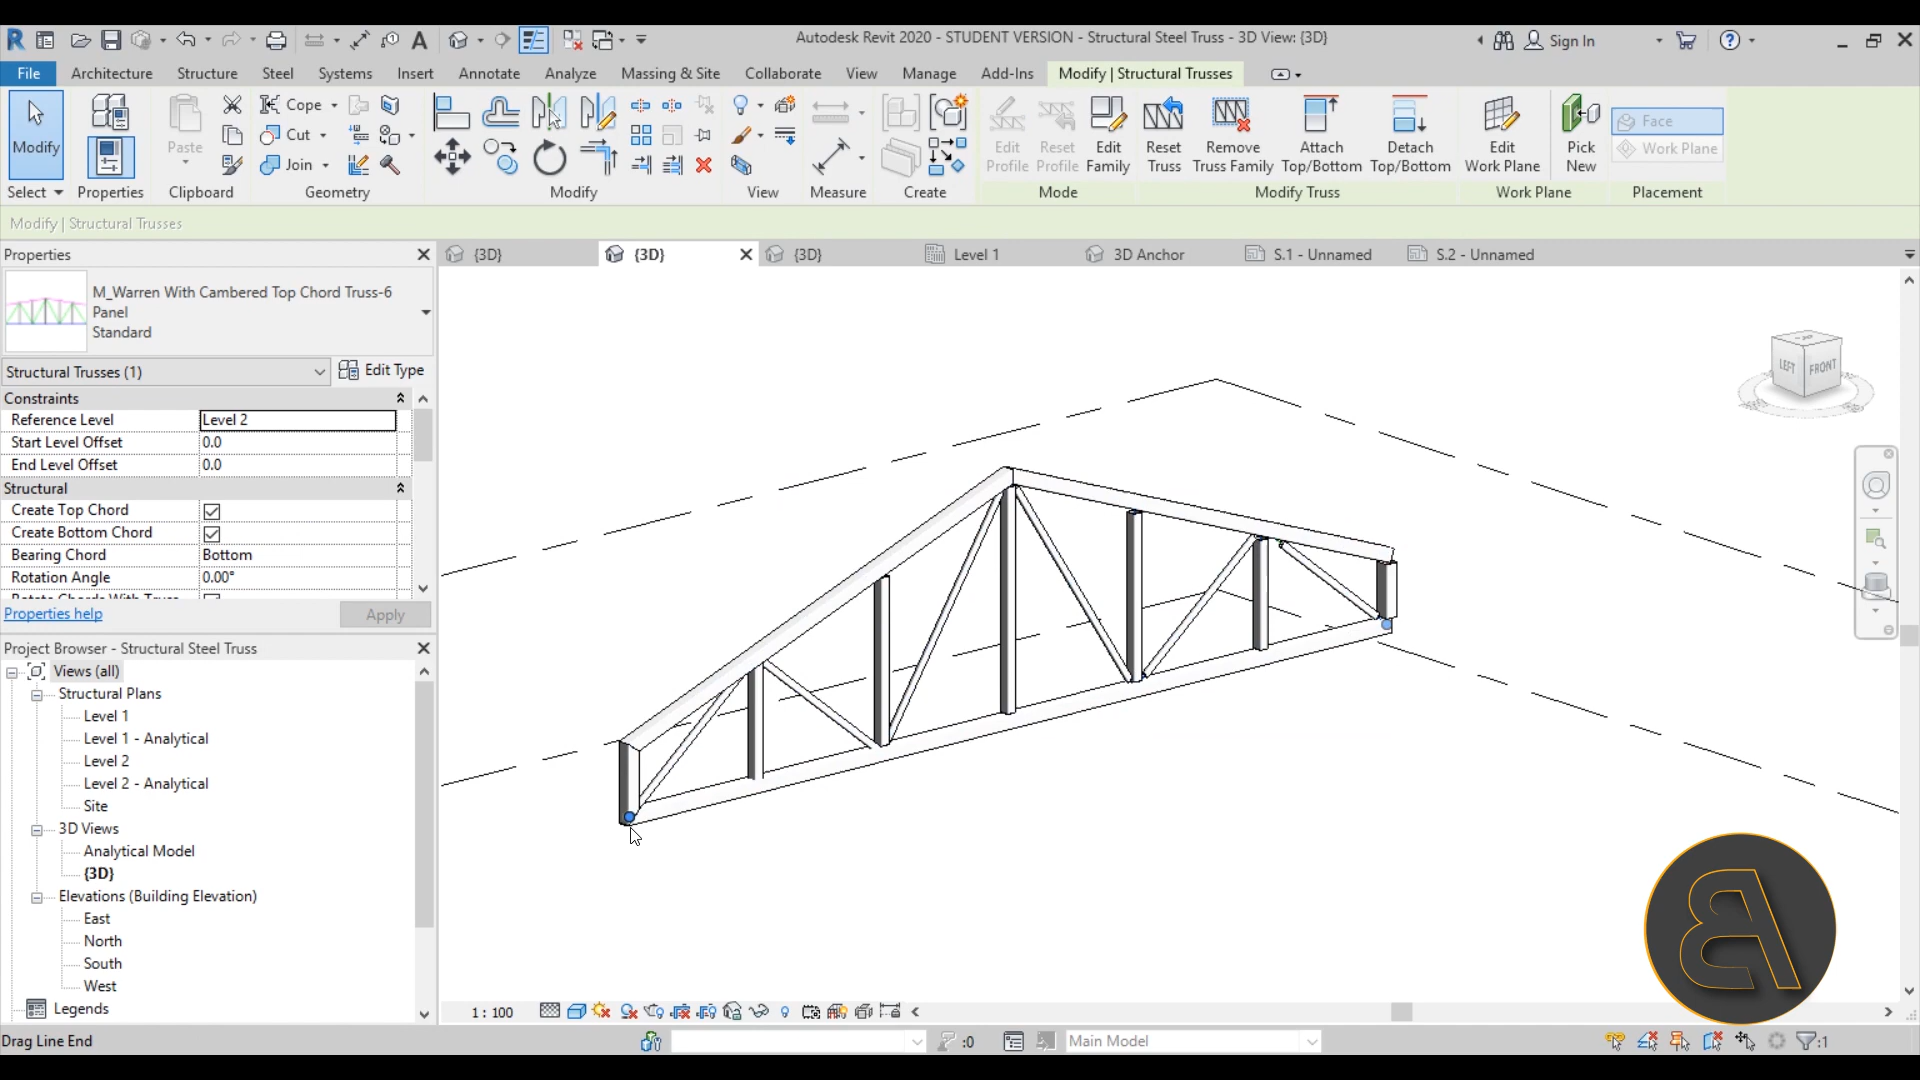 Autodesk Revit 2020 - STUDENT VERSION - Structural Steel Truss - 3D View: {3D}
Sign In
File Architecture Structure Steel Systems Insert Annotate Analyze Massing & Site Collaborate View Manage Add-Ins Modify | Structural Trusses
Modify
Paste
Cope
Cut
Join
Edit Profile
Reset Profile
Edit Family
Reset Truss
Remove Truss Family
Attach Top/Bottom
Detach Top/Bottom
Edit Work Plane
Pick New
Face
Work Plane
Select Properties Clipboard Geometry Modify View Measure Create Mode Modify Truss Work Plane Placement
Modify | Structural Trusses
Properties
{3D} {3D} {3D} Level 1 3D Anchor S.1 - Unnamed S.2 - Unnamed
M_Warren With Cambered Top Chord Truss-6
Panel
Standard
Structural Trusses (1) Edit Type
Constraints
Reference Level Level 2
Start Level Offset 0.0
End Level Offset 0.0
Structural
Create Top Chord
Create Bottom Chord
Bearing Chord Bottom
Rotation Angle 0.00°
Rotate Chords With Truss
Properties help Apply
LEFT FRONT
Project Browser - Structural Steel Truss
Views (all)
Structural Plans
Level 1
Level 1 - Analytical
Level 2
Level 2 - Analytical
Site
3D Views
Analytical Model
{3D}
Elevations (Building Elevation)
East
North
South
West
Legends
1 : 100
Drag Line End
:0
Main Model
:1